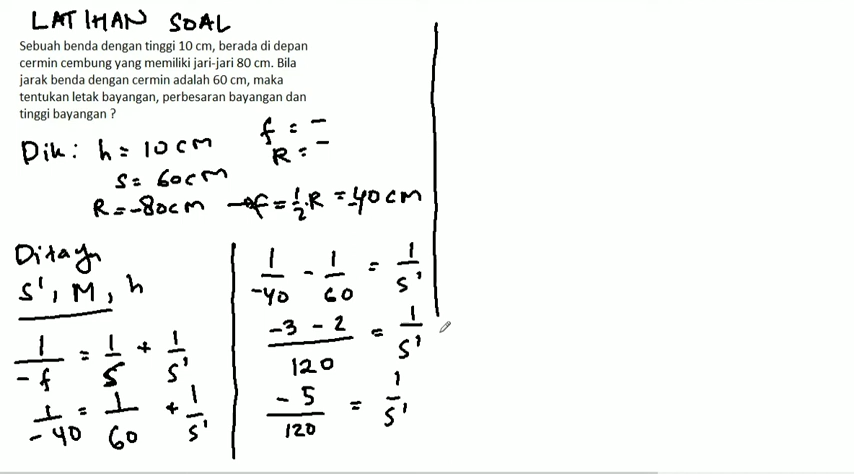 LATIHAN SOAL
Sebuah benda dengan tinggi 10 cm, berada di depan
cermin cembung yang memiliki jari-jari 80 cm. Bila
jarak benda dengan cermin adalah 60 cm, maka
tentukan letak bayangan, perbesaran bayangan dan
tinggi bayangan ?
Dik: h = 10 cm
s = 60 cm
R = -80 cm → f = 1/2 . R = -40 cm
f = -
R = -
Ditaya
s', M, h
1/-f = 1/s + 1/s'
1/-40 = 1/60 + 1/s'
1/-40 - 1/60 = 1/s'
-3 - 2/120 = 1/s'
-5/120 = 1/s'